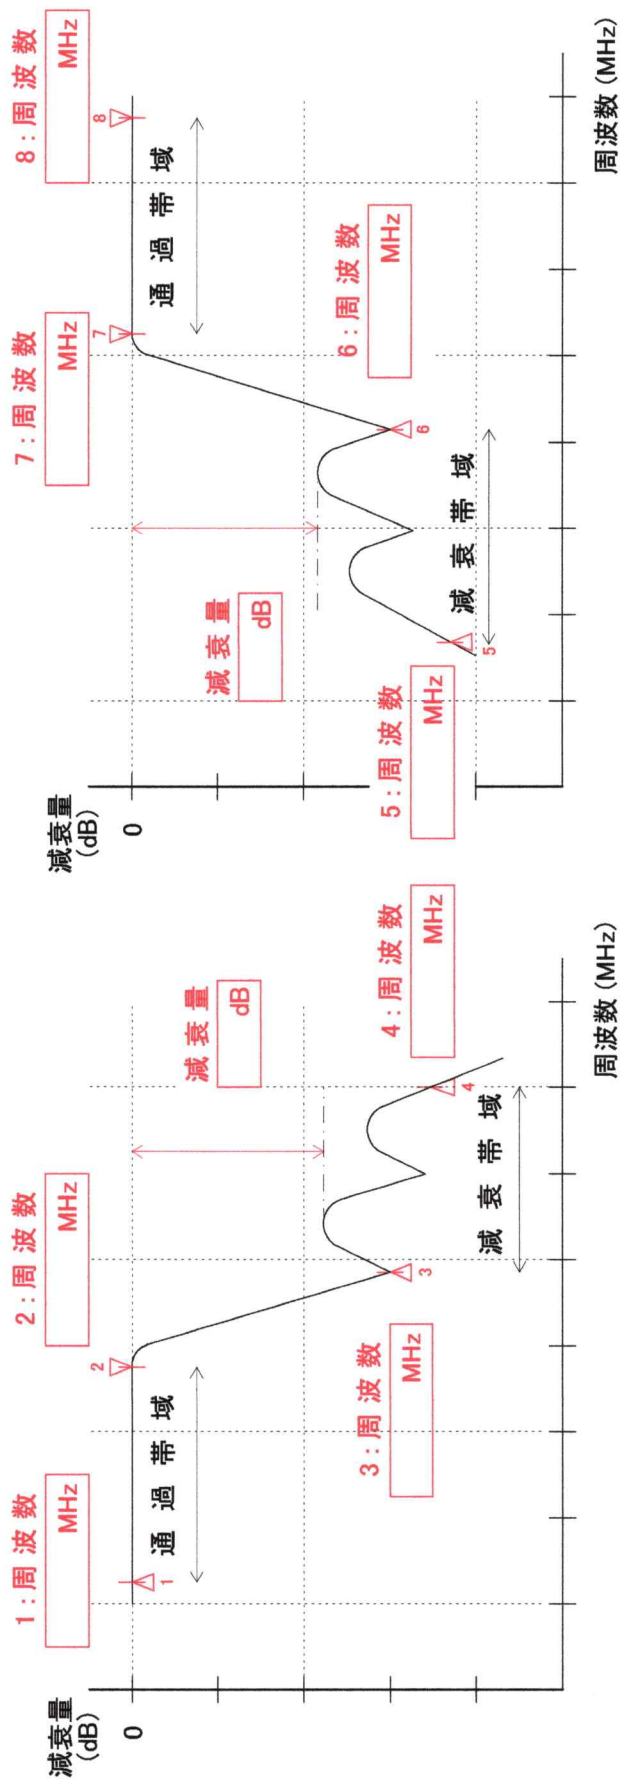 減衰量
(dB)
0
1:周波数
MHz
2:周波数
MHz
1
2
通過帯域
減衰量
dB
3:周波数
MHz
3
4:周波数
MHz
4
減衰帯域
周波数(MHz)
減衰量
(dB)
0
7:周波数
MHz
8:周波数
MHz
7
8
通過帯域
減衰量
dB
5:周波数
MHz
5
6:周波数
MHz
6
減衰帯域
周波数(MHz)